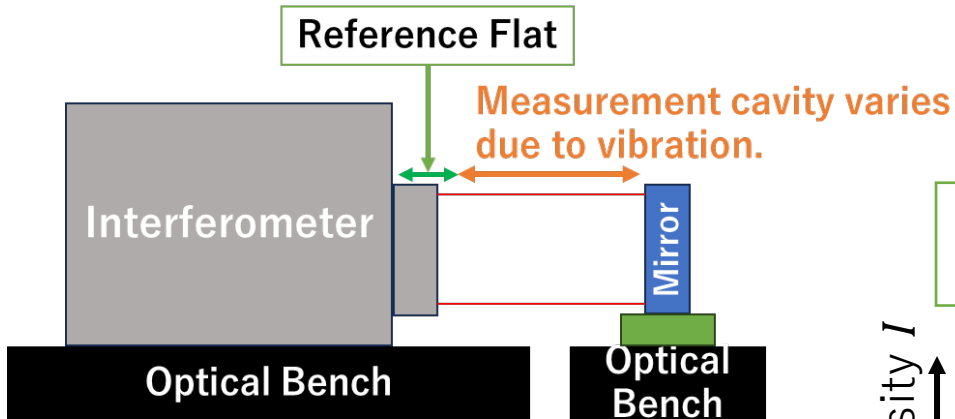 Reference Flat
Measurement cavity varies
due to vibration.
Interferometer
Mirror
Optical Bench
Optical
Bench
I